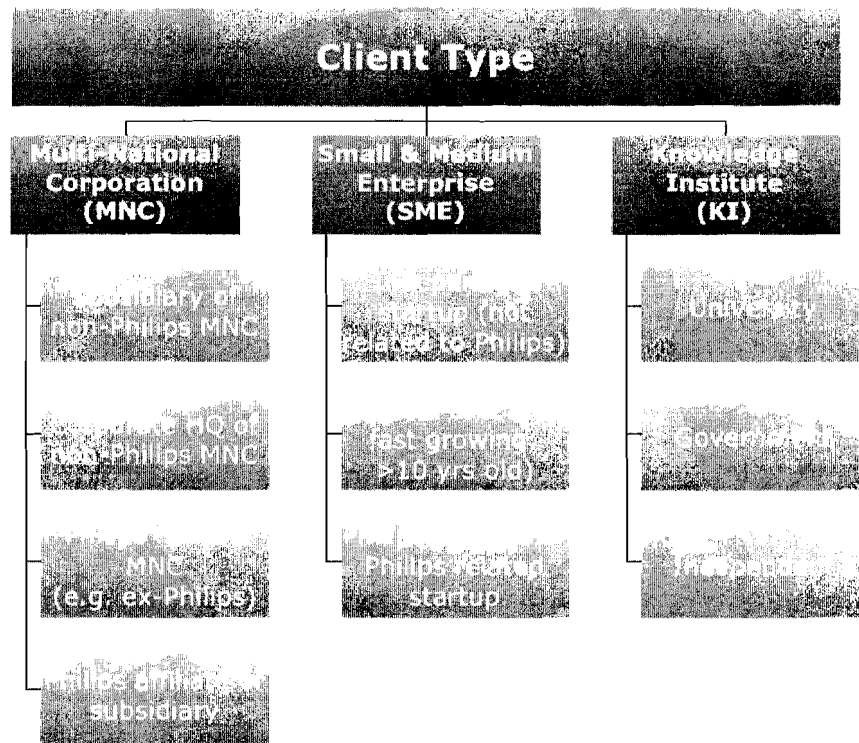 Client Type
Multi-National
Corporation
(MNC)
Small & Medium
Enterprise
(SME)
Knowledge
Institute
(KI)
subsidiary of
non-Philips MNC
HQ of
non-Philips MNC
MNC
(e.g. ex-Philips)
Philips
subsidiary
startup (not
related to Philips)
fast growing
>10 yrs old)
Philips
startup
University
Government